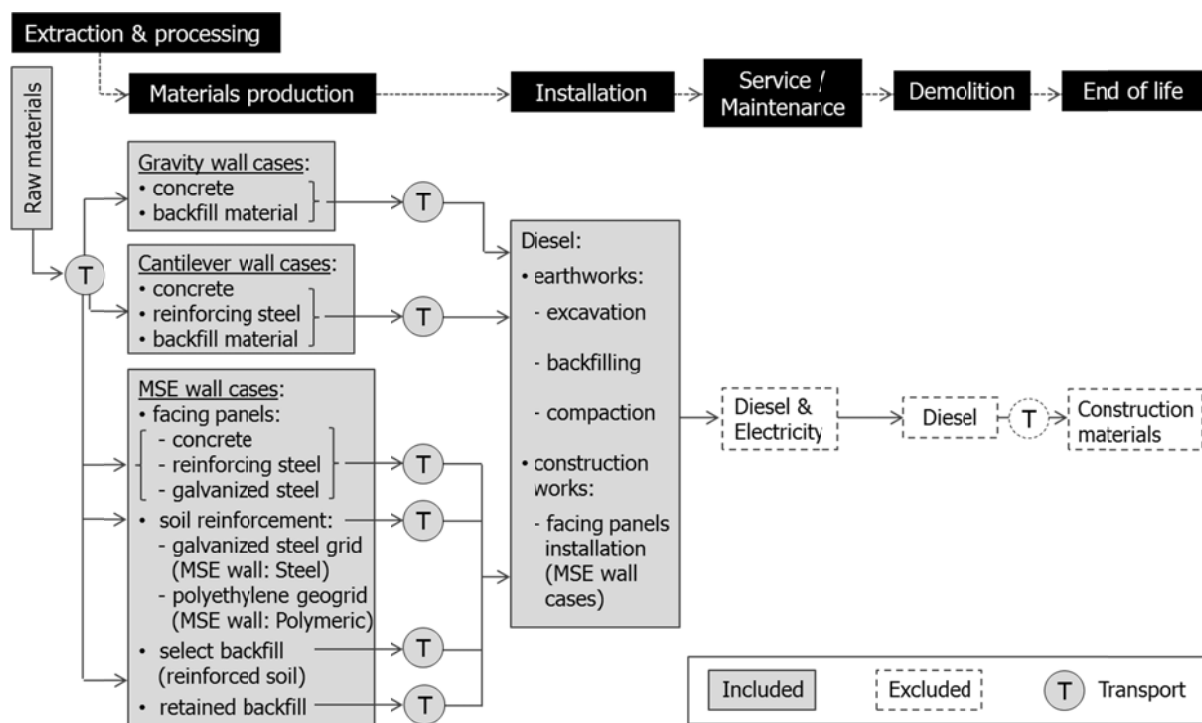 Extraction & processing
Materials production
Installation
Service /
Maintenance
Demolition
End of life
Raw materials
T
Gravity wall cases:
• concrete
• backfill material
T
Cantilever wall cases:
• concrete
• reinforcing steel
• backfill material
T
MSE wall cases:
• facing panels:
- concrete
- reinforcing steel
- galvanized steel
T
• soil reinforcement:
T
- galvanized steel grid
(MSE wall: Steel)
- polyethylene geogrid
(MSE wall: Polymeric)
• select backfill
(reinforced soil)
T
• retained backfill
T
Diesel:
• earthworks:
- excavation
- backfilling
- compaction
• construction
works:
- facing panels
installation
(MSE wall
cases)
Diesel &
Electricity
Diesel
T
Construction
materials
Included
Excluded
T Transport